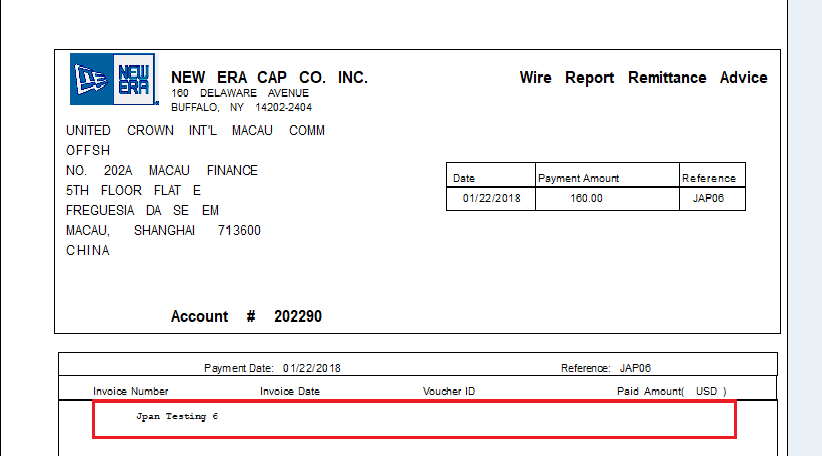 NEW ERA
NEW ERA CAP CO. INC.
Wire Report Remittance Advice
160 DELAWARE AVENUE
BUFFALO, NY 14202-2404
UNITED CROWN INT'L MACAU COMM
OFFSH
NO. 202A MACAU FINANCE
5TH FLOOR FLAT E
FREGUESIA DA SE EM
MACAU, SHANGHAI 713600
CHINA
Date Payment Amount Reference
01/22/2018 160.00 JAP06
Account # 202290
Payment Date: 01/22/2018 Reference: JAP06
Invoice Number Invoice Date Voucher ID Paid Amount( USD )
Jpan Testing 6